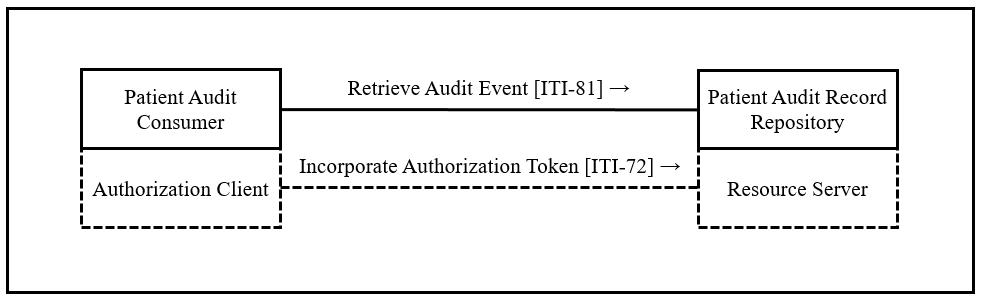 Patient Audit
Consumer
Retrieve Audit Event [ITI-81] →
Patient Audit Record
Repository
Authorization Client
Incorporate Authorization Token [ITI-72] →
Resource Server